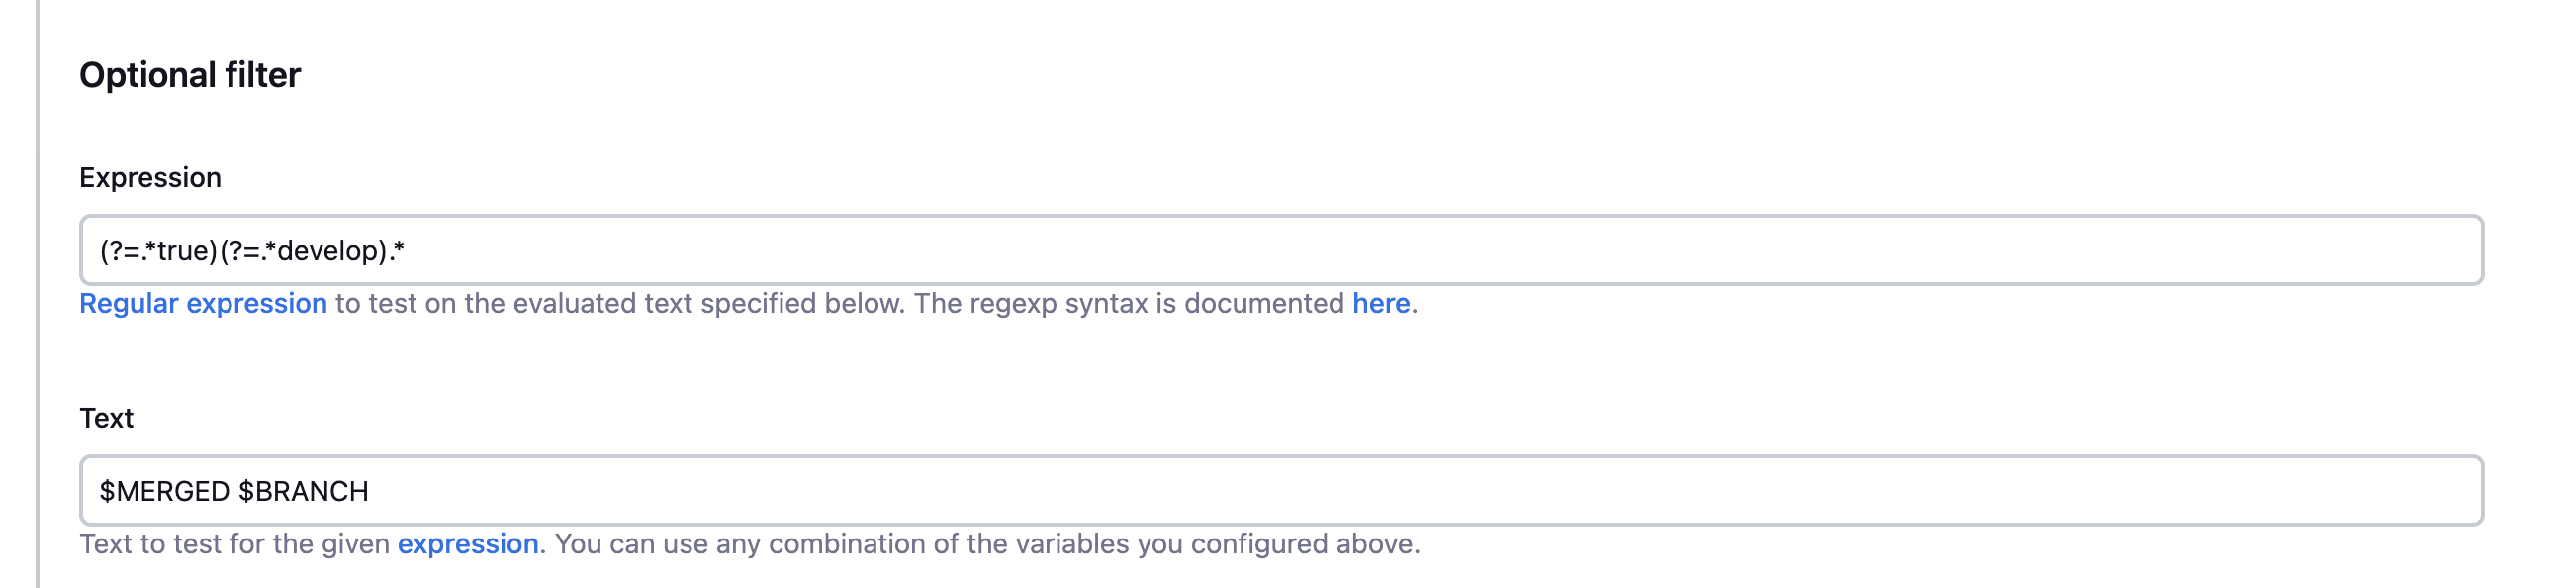 Optional filter
Expression
(?=.*true)(?=.*develop).*
Regular expression to test on the evaluated text specified below. The regexp syntax is documented here.
Text
$MERGED $BRANCH
Text to test for the given expression. You can use any combination of the variables you configured above.